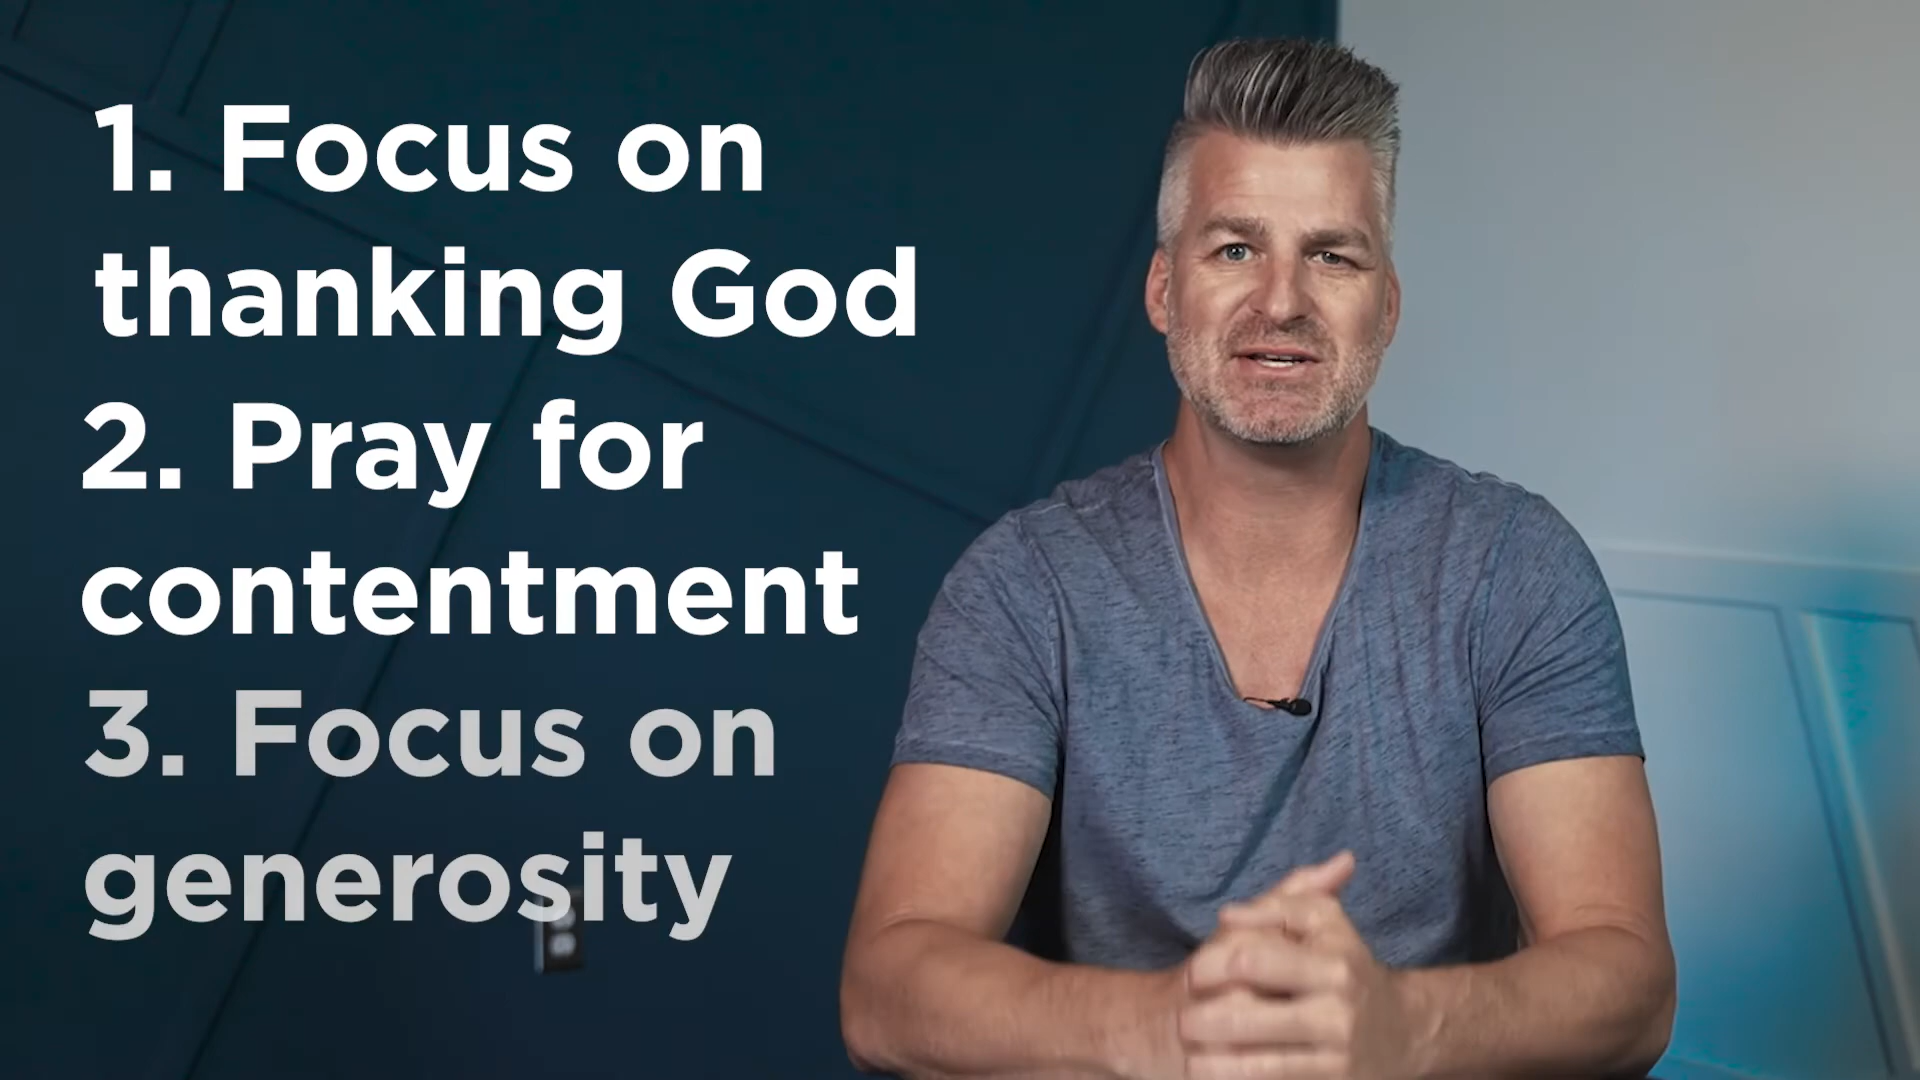 1. Focus on
thanking God
2. Pray for
contentment
3. Focus on
generosity